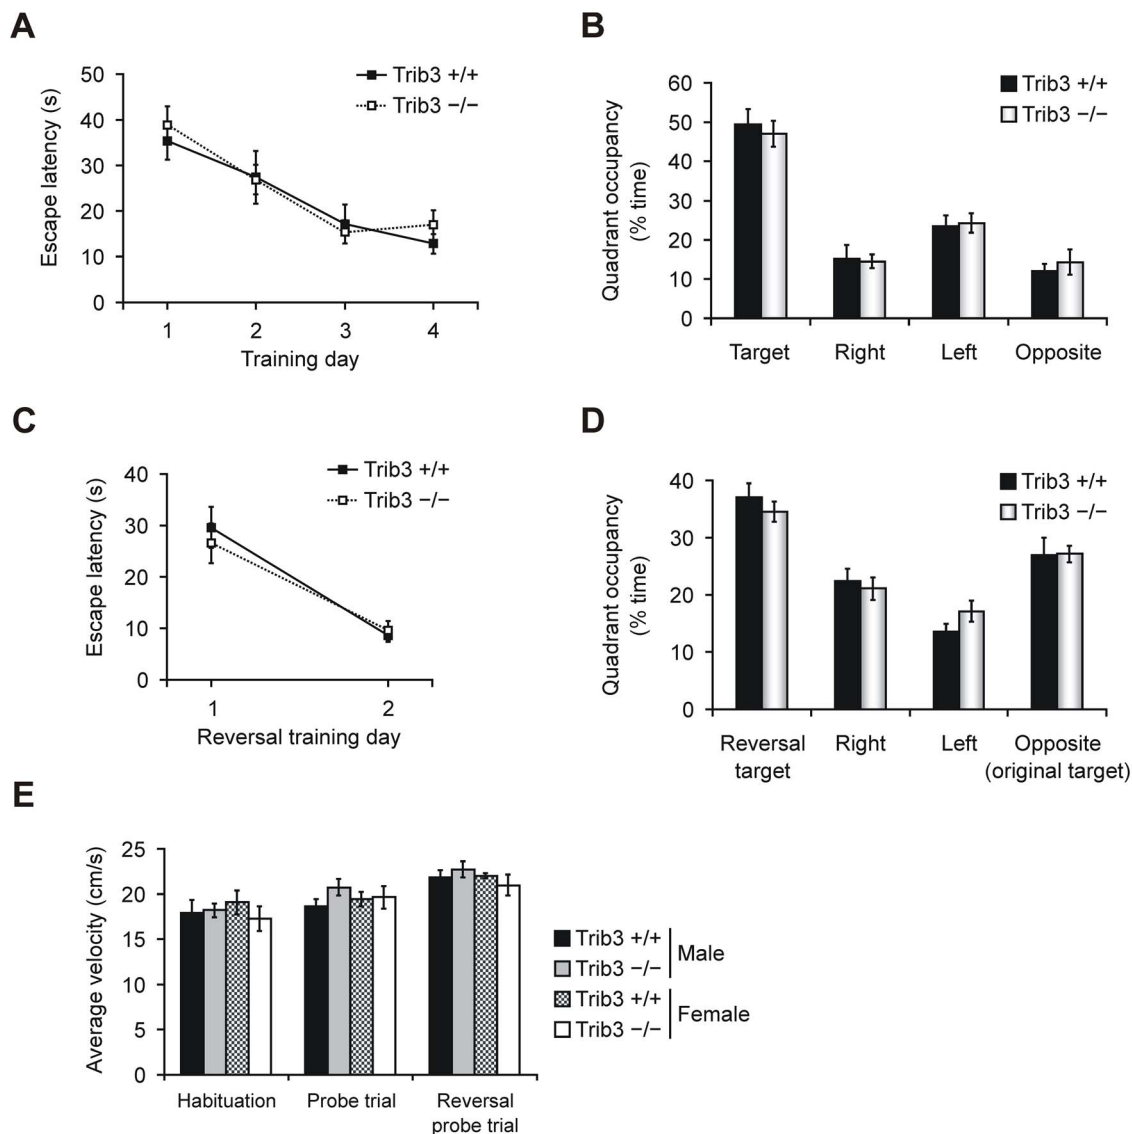 A
Escape latency (s)
50
40
30
20
10
0
1 2 3 4
Training day
Trib3 +/+
Trib3 −/−
B
Quadrant occupancy
(% time)
60
50
40
30
20
10
0
Target Right Left Opposite
Trib3 +/+
Trib3 −/−
C
Escape latency (s)
40
30
20
10
0
1 2
Reversal training day
Trib3 +/+
Trib3 −/−
D
Quadrant occupancy
(% time)
40
30
20
10
0
Reversal Right Left Opposite
target (original target)
Trib3 +/+
Trib3 −/−
E
Average velocity (cm/s)
25
20
15
10
5
0
Habituation Probe trial Reversal
probe trial
Trib3 +/+
Trib3 −/−
Male
Trib3 +/+
Trib3 −/−
Female